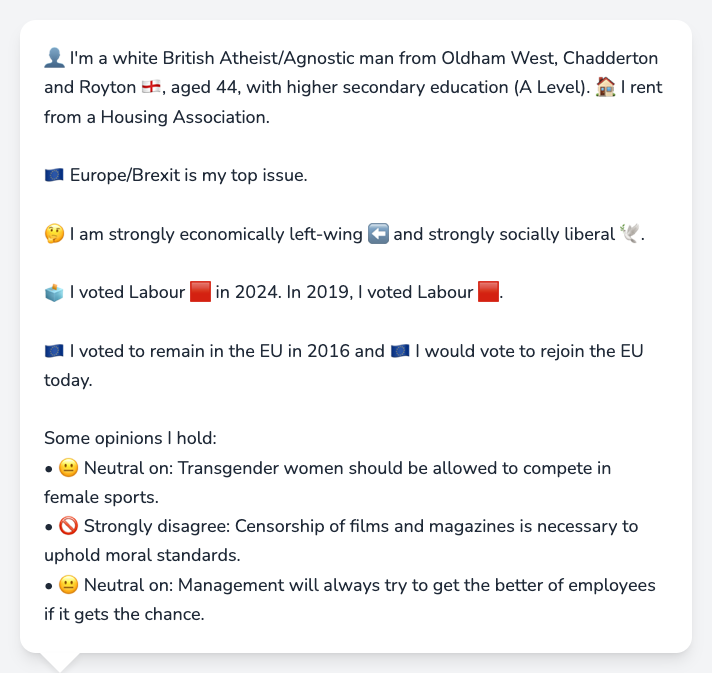 👤 I'm a white British Atheist/Agnostic man from Oldham West, Chadderton
and Royton 🏴󠁧󠁢󠁥󠁮󠁧󠁿, aged 44, with higher secondary education (A Level). 🏠 I rent
from a Housing Association.
🇪🇺 Europe/Brexit is my top issue.
🤔 I am strongly economically left-wing ⬅️ and strongly socially liberal 🕊️.
🗳️ I voted Labour 🟥 in 2024. In 2019, I voted Labour 🟥.
🇪🇺 I voted to remain in the EU in 2016 and 🇪🇺 I would vote to rejoin the EU
today.
Some opinions I hold:
• 😐 Neutral on: Transgender women should be allowed to compete in
female sports.
• 🚫 Strongly disagree: Censorship of films and magazines is necessary to
uphold moral standards.
• 😐 Neutral on: Management will always try to get the better of employees
if it gets the chance.